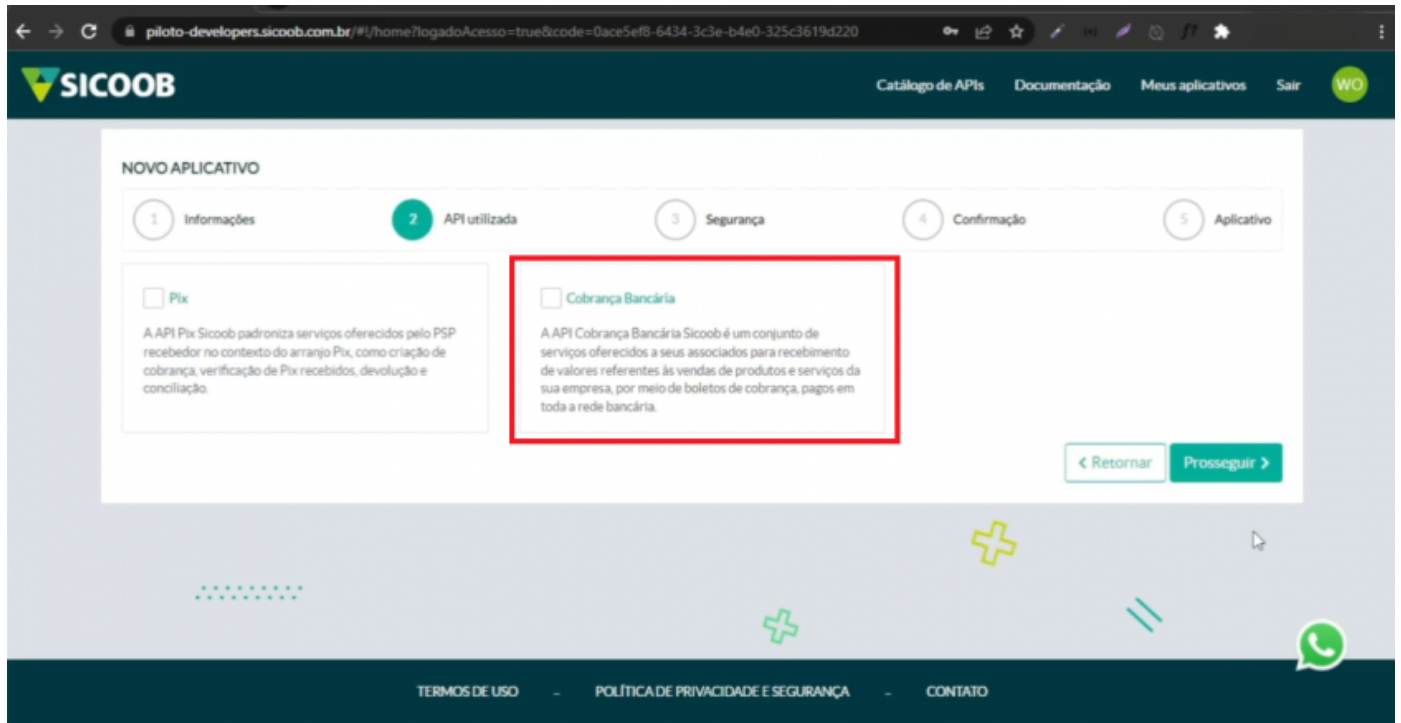 piloto-developers.sicoob.com.br/#!/home?logadoAcesso=true&code=0ace5ef8-6434-3c3e-b4e0-325c3619d220
SICOOB
Catálogo de APIs
Documentação
Meus aplicativos
Sair
WO
NOVO APLICATIVO
1 Informações
2 API utilizada
3 Segurança
4 Confirmação
5 Aplicativo
Pix
A API Pix Sicoob padroniza serviços oferecidos pelo PSP
recebedor no contexto do arranjo Pix, como criação de
cobrança, verificação de Pix recebidos, devolução e
conciliação.
Cobrança Bancária
A API Cobrança Bancária Sicoob é um conjunto de
serviços oferecidos a seus associados para recebimento
de valores referentes às vendas de produtos e serviços da
sua empresa, por meio de boletos de cobrança, pagos em
toda a rede bancária.
< Retornar
Prosseguir >
TERMOS DE USO - POLÍTICA DE PRIVACIDADE E SEGURANÇA - CONTATO